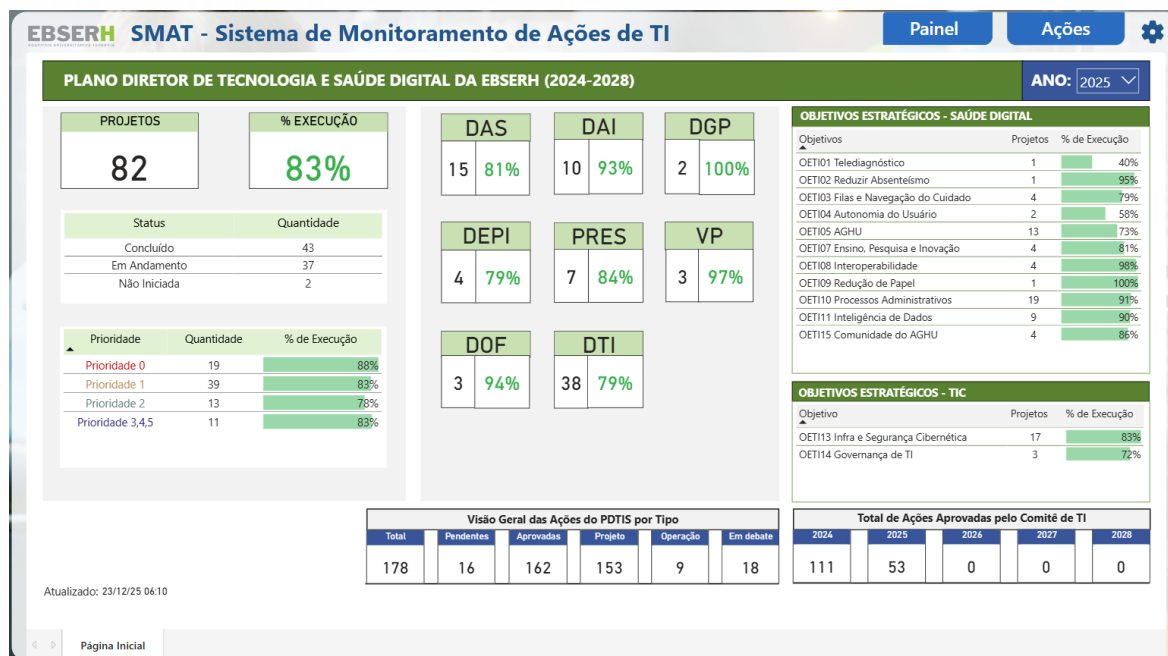 EBSERH SMAT - Sistema de Monitoramento de Ações de TI
Painel
Ações
PLANO DIRETOR DE TECNOLOGIA E SAÚDE DIGITAL DA EBSERH (2024-2028)
ANO: 2025
PROJETOS
82
% EXECUÇÃO
83%
Status Quantidade
Concluído 43
Em Andamento 37
Não Iniciada 2
Prioridade Quantidade % de Execução
Prioridade 0 19 88%
Prioridade 1 39 83%
Prioridade 2 13 78%
Prioridade 3,4,5 11 83%
DAS
15 81%
DAI
10 93%
DGP
2 100%
DEPI
4 79%
PRES
7 84%
VP
3 97%
DOF
3 94%
DTI
38 79%
OBJETIVOS ESTRATÉGICOS - SAÚDE DIGITAL
Objetivos Projetos % de Execução
OETI01 Telediagnóstico 1 40%
OETI02 Reduzir Absenteísmo 1 95%
OETI03 Filas e Navegação do Cuidado 4 79%
OETI04 Autonomia do Usuário 2 58%
OETI05 AGHU 13 73%
OETI07 Ensino, Pesquisa e Inovação 4 81%
OETI08 Interoperabilidade 4 98%
OETI09 Redução de Papel 1 100%
OETI10 Processos Administrativos 19 91%
OETI11 Inteligência de Dados 9 90%
OETI15 Comunidade do AGHU 4 86%
OBJETIVOS ESTRATÉGICOS - TIC
Objetivo Projetos % de Execução
OETI13 Infra e Segurança Cibernética 17 83%
OETI14 Governança de TI 3 72%
Visão Geral das Ações do PDTIS por Tipo
Total Pendentes Aprovadas Projeto Operação Em debate
178 16 162 153 9 18
Total de Ações Aprovadas pelo Comitê de TI
2024 2025 2026 2027 2028
111 53 0 0 0
Atualizado: 23/12/25 06:10
Página Inicial